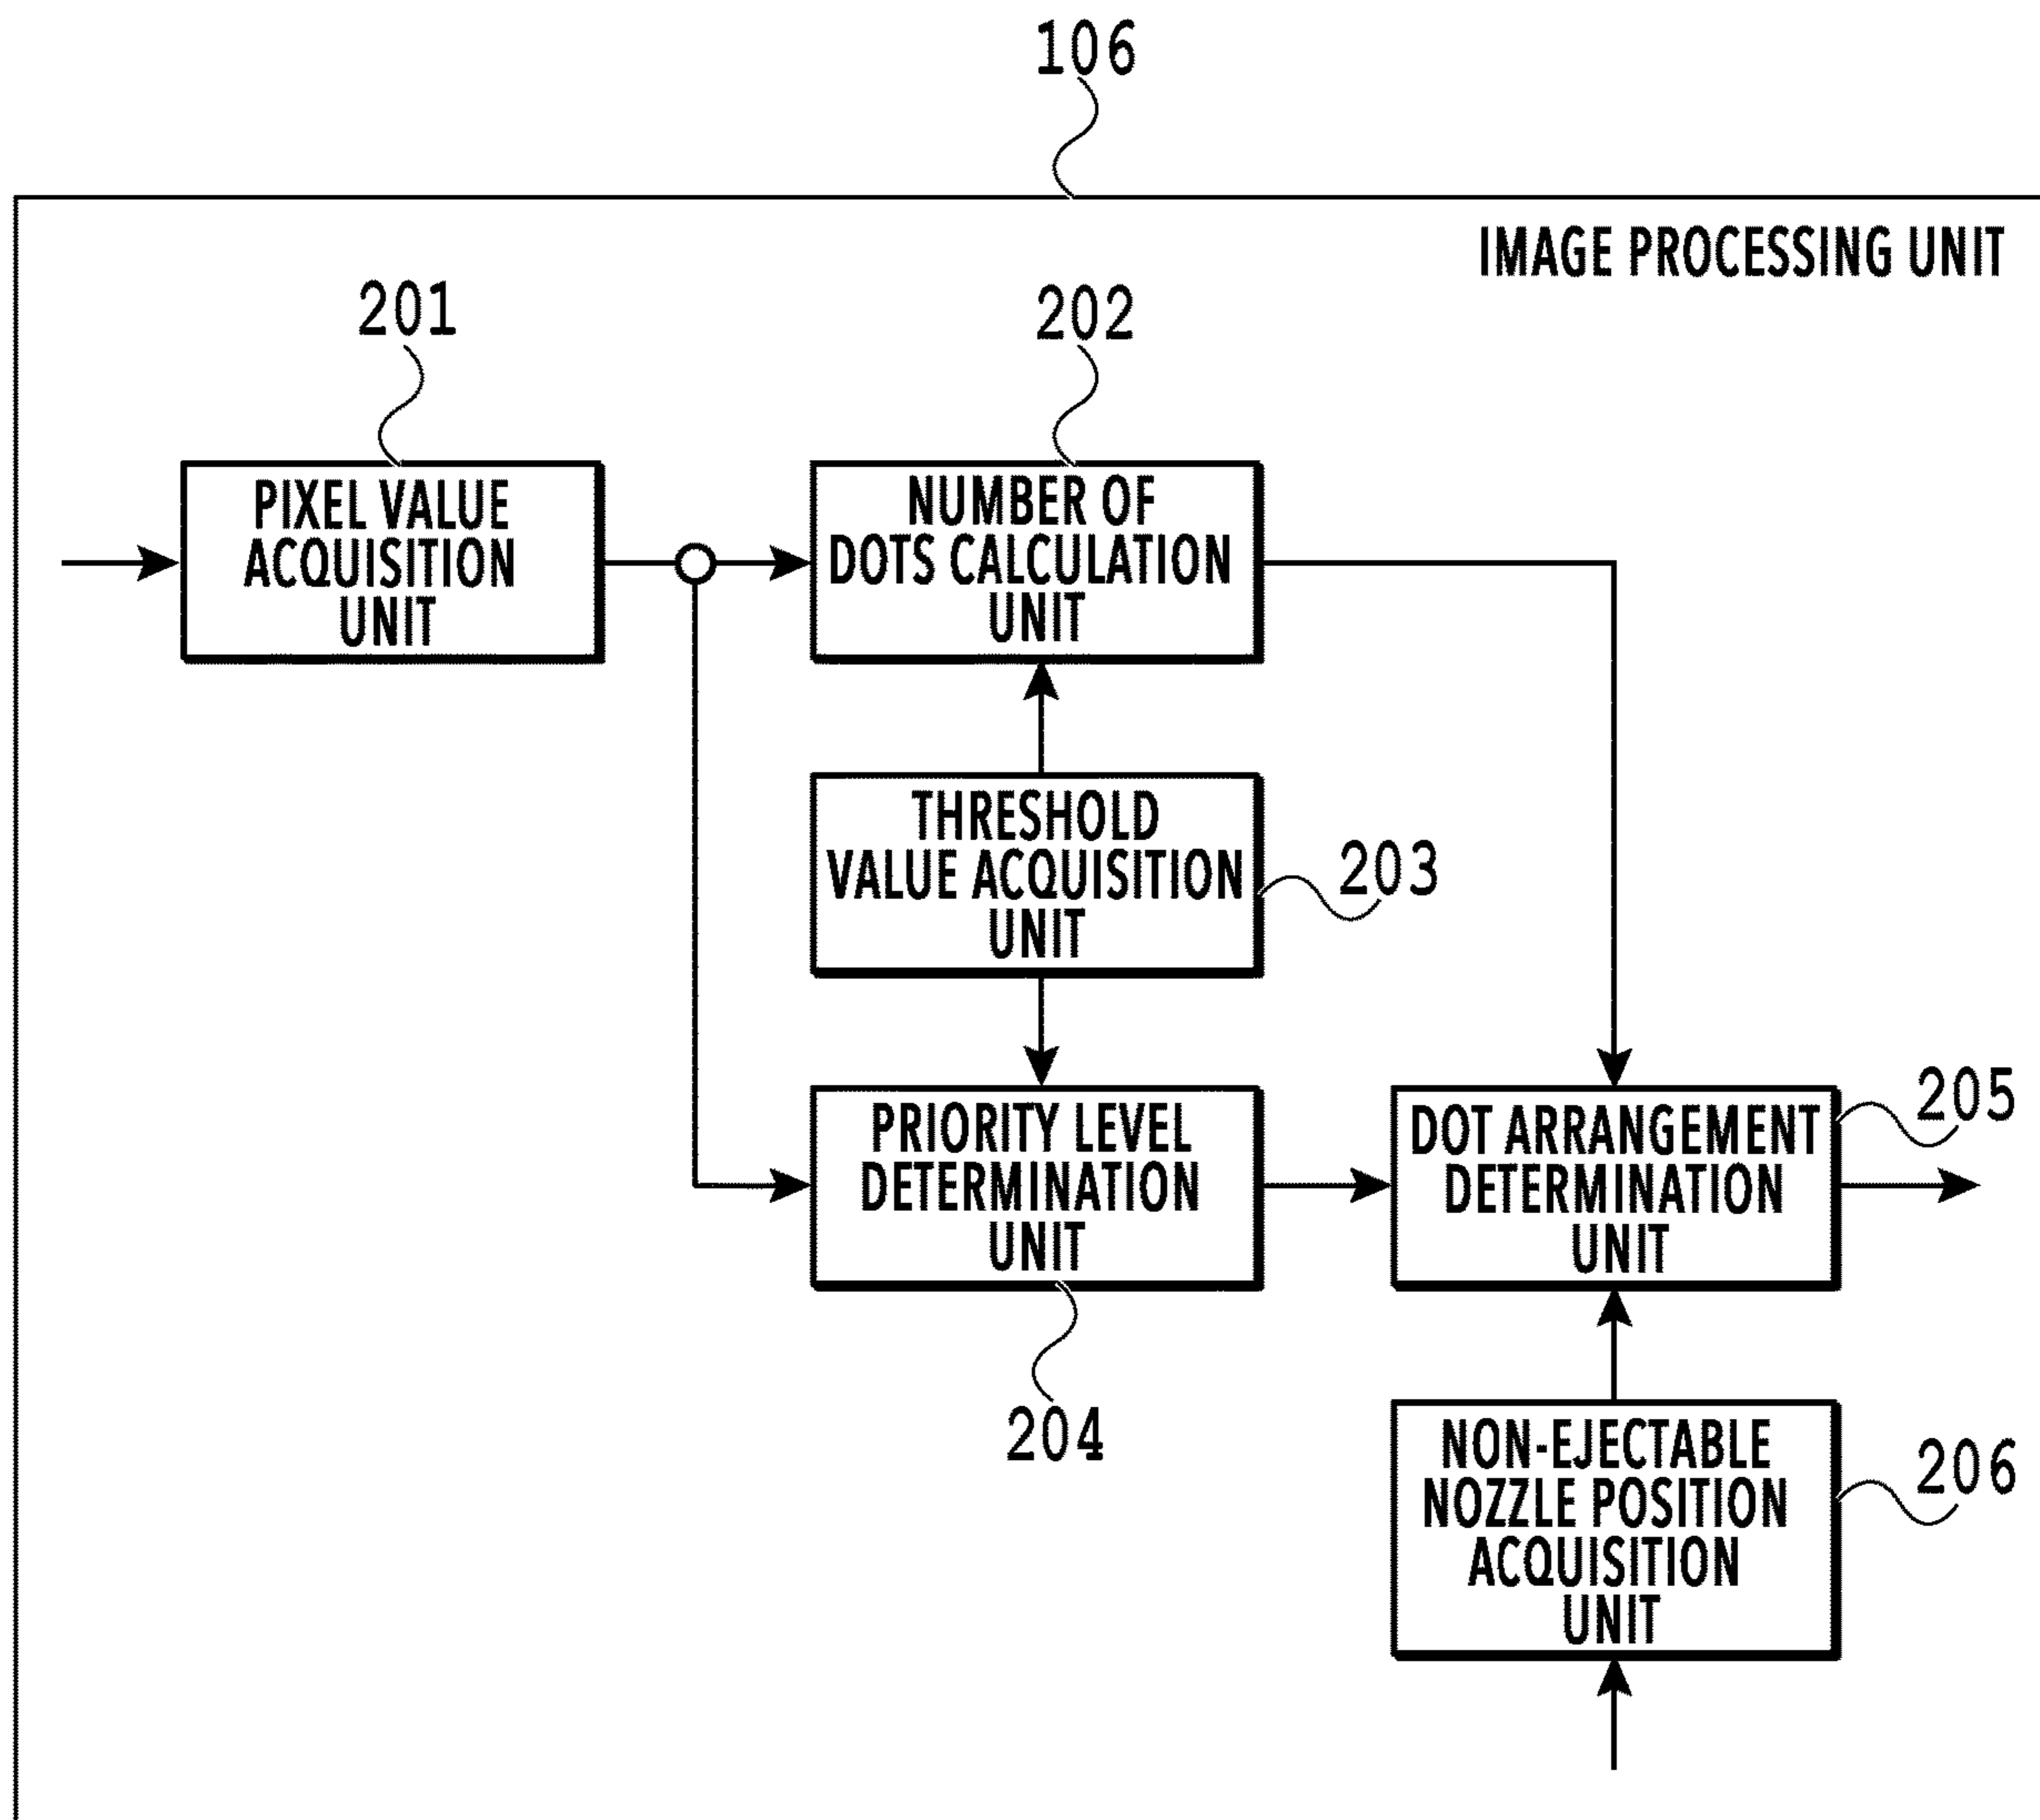 106
IMAGE PROCESSING UNIT
201
202
PIXEL VALUE
ACQUISITION
UNIT
NUMBER OF
DOTS CALCULATION
UNIT
THRESHOLD
VALUE ACQUISITION
UNIT
203
PRIORITY LEVEL
DETERMINATION
UNIT
204
DOT ARRANGEMENT
DETERMINATION
UNIT
205
NON-EJECTABLE
NOZZLE POSITION
ACQUISITION
UNIT
206